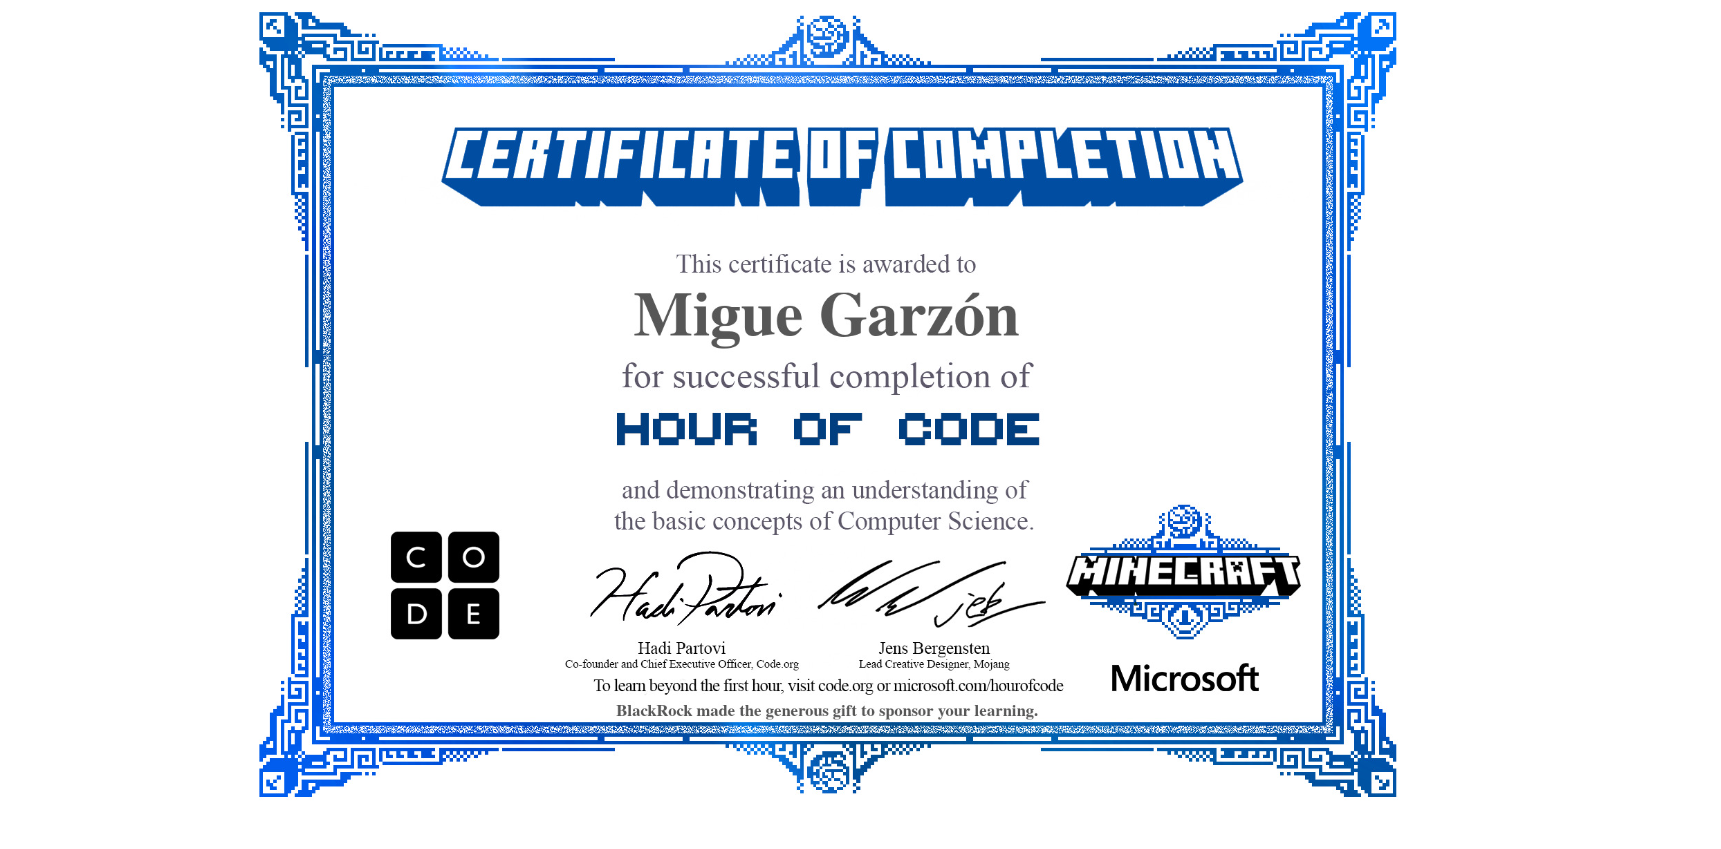 CERTIFICATE OF COMPLETION
This certificate is awarded to
Migue Garzón
for successful completion of
HOUR OF CODE
and demonstrating an understanding of
the basic concepts of Computer Science.
C O
D E
Hadi Partovi
jeb
MINECRAFT
Hadi Partovi
Co-founder and Chief Executive Officer, Code.org
Jens Bergensten
Lead Creative Designer, Mojang
Microsoft
To learn beyond the first hour, visit code.org or microsoft.com/hourofcode
BlackRock made the generous gift to sponsor your learning.